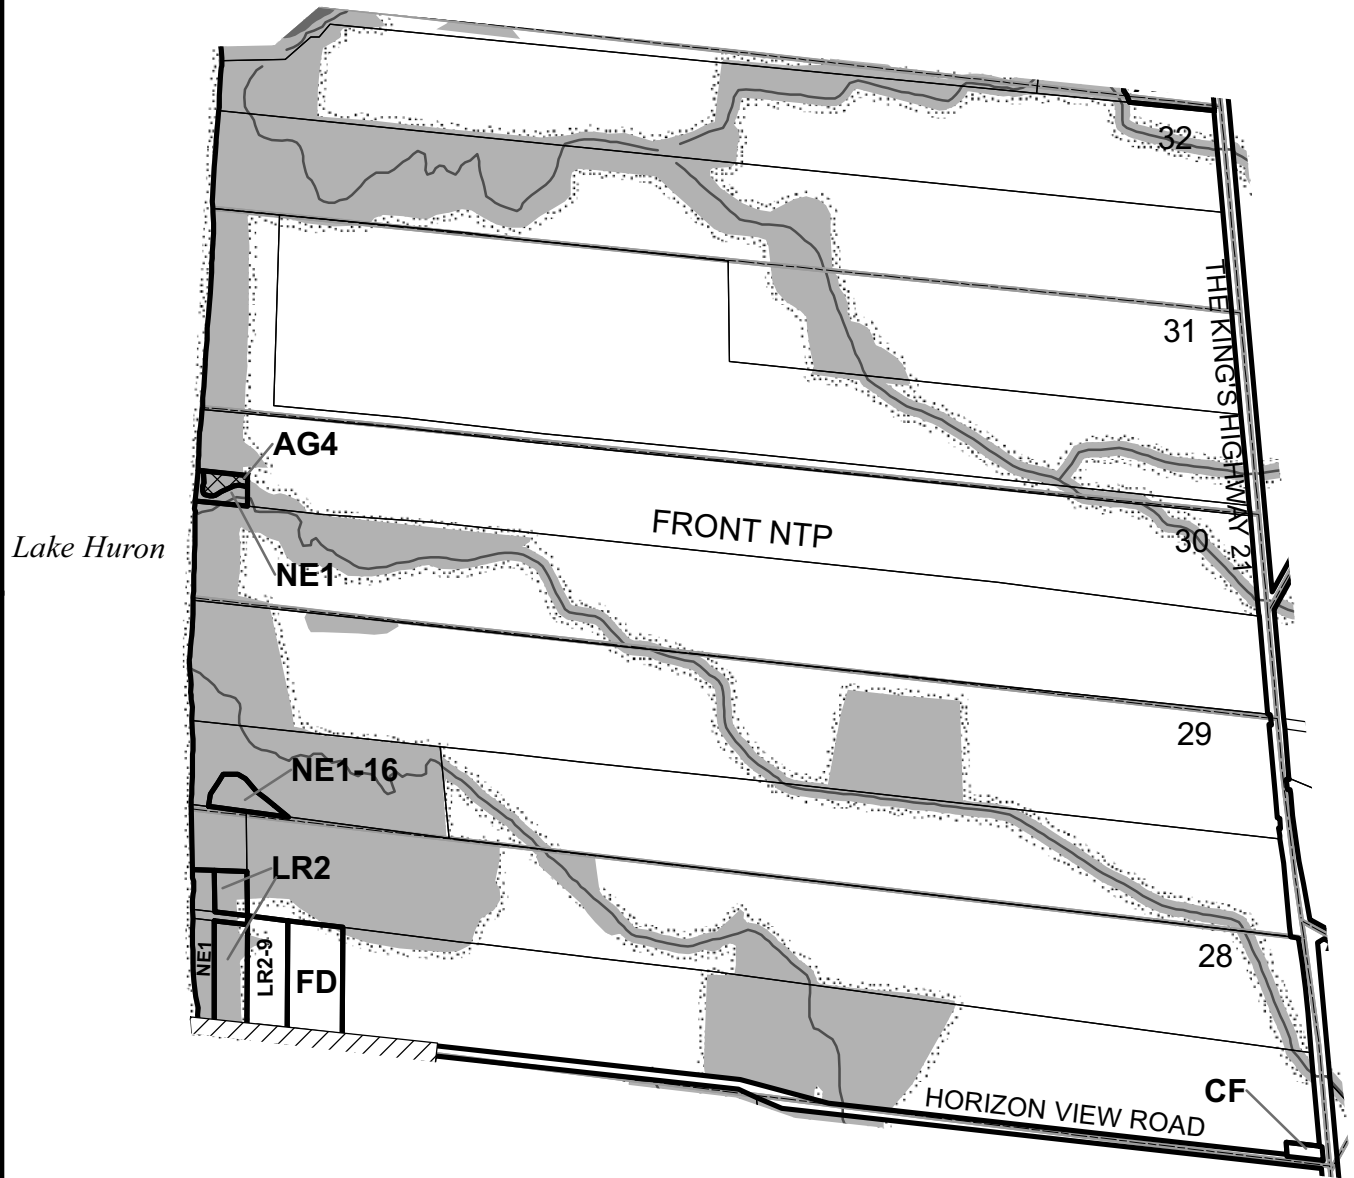 32
THE KING'S HIGHWAY 21
31
AG4
FRONT NTP
30
Lake Huron
NE1
29
NE1-16
LR2
NE1
LR2-9
FD
28
CF
HORIZON VIEW ROAD